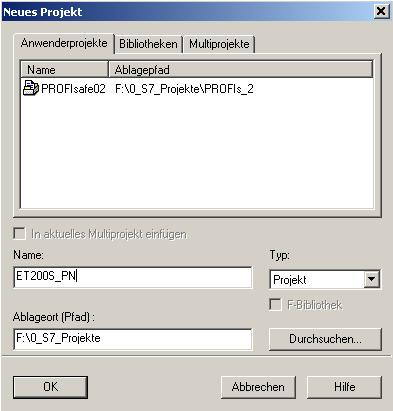 Neues Projekt
Anwenderprojekte Bibliotheken Multiprojekte
Name Ablagepfad
PROFIsafe02 F:\0_S7_Projekte\PROFIs_2
In aktuelles Multiprojekt einfügen
Name: Typ:
ET200S_PN Projekt
F-Bibliothek
Ablageort (Pfad) :
F:\0_S7_Projekte Durchsuchen...
OK Abbrechen Hilfe